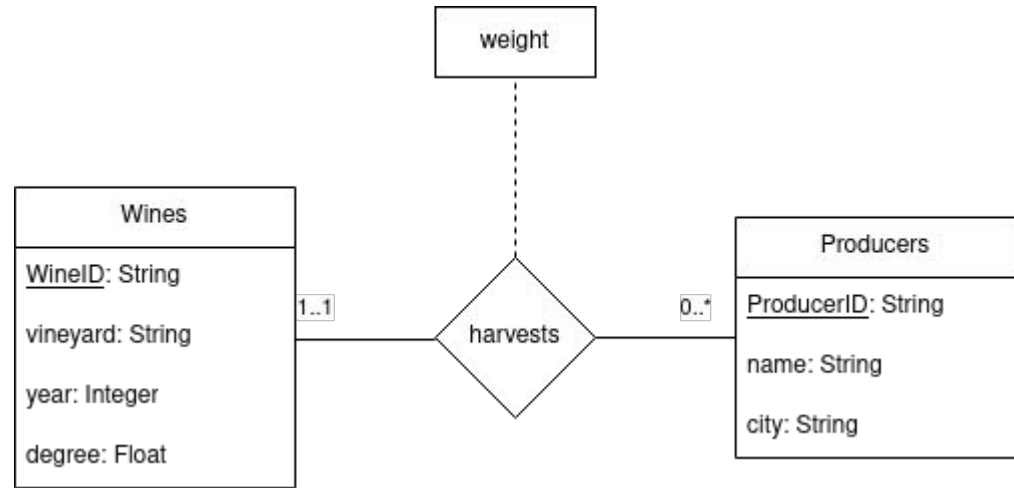 weight
Wines
WineID: String
vineyard: String
year: Integer
degree: Float
1..1
harvests
0..*
Producers
ProducerID: String
name: String
city: String